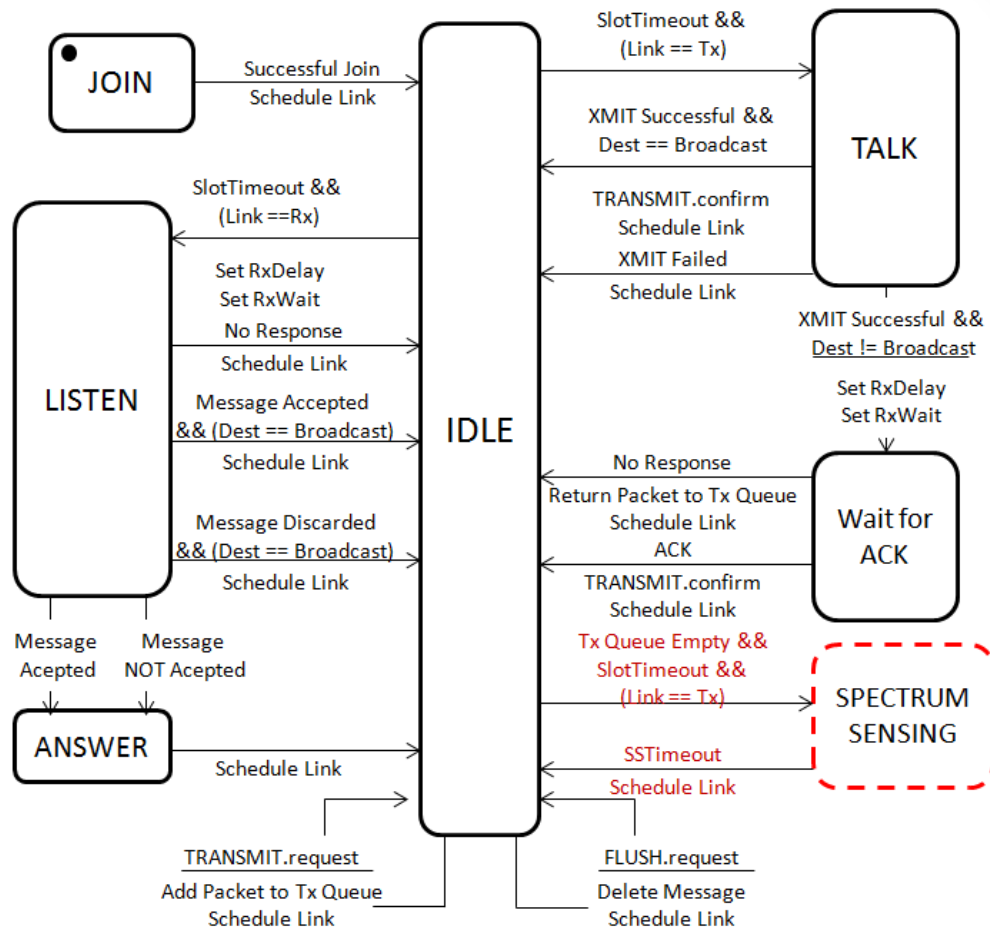 JOIN
Successful Join
Schedule Link
SlotTimeout &&
(Link ==Rx)
Set RxDelay
Set RxWait
No Response
Schedule Link
LISTEN
Message Accepted
&& (Dest == Broadcast)
Schedule Link
Message Discarded
&& (Dest == Broadcast)
Schedule Link
Message
Acepted
Message
NOT Acepted
ANSWER
Schedule Link
TRANSMIT.request
Add Packet to Tx Queue
Schedule Link
IDLE
SlotTimeout &&
(Link == Tx)
TALK
XMIT Successful &&
Dest == Broadcast
TRANSMIT.confirm
Schedule Link
XMIT Failed
Schedule Link
XMIT Successful &&
Dest != Broadcast
Set RxDelay
Set RxWait
No Response
Return Packet to Tx Queue
Schedule Link
ACK
TRANSMIT.confirm
Schedule Link
Wait for
ACK
Tx Queue Empty &&
SlotTimeout &&
(Link == Tx)
SPECTRUM
SENSING
SSTimeout
Schedule Link
FLUSH.request
Delete Message
Schedule Link